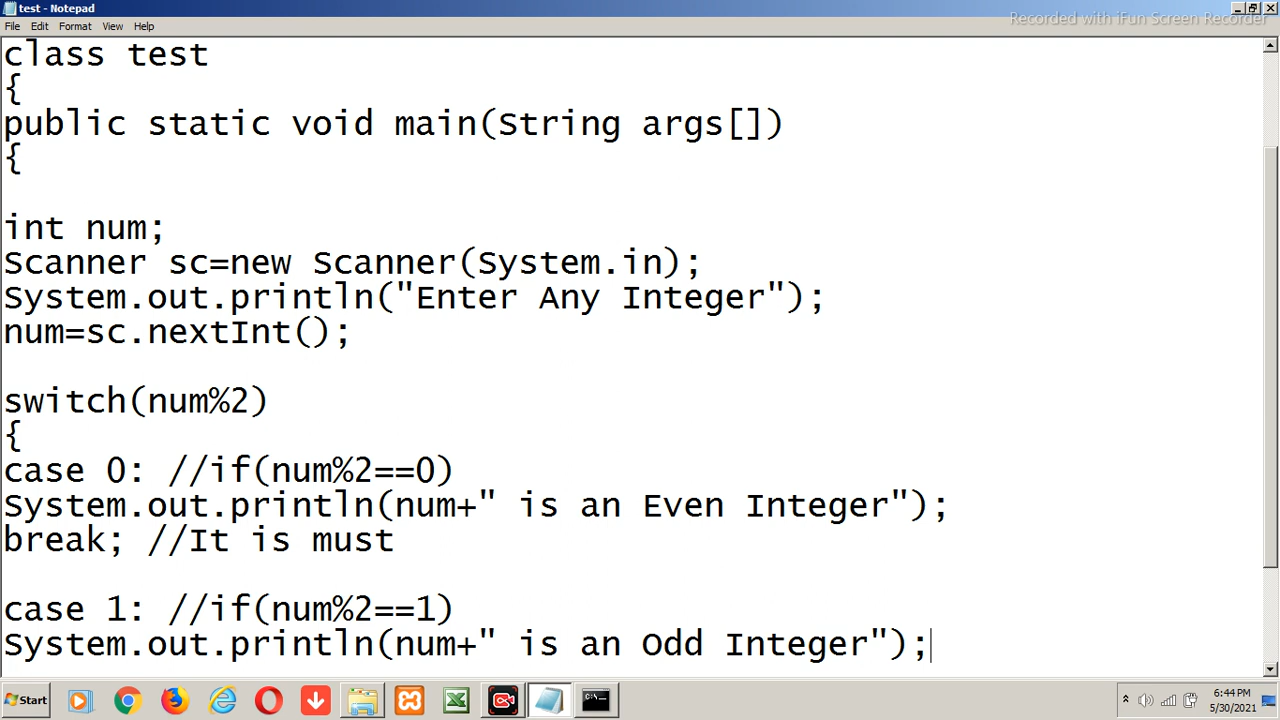 test - Notepad
File Edit Format View Help
Recorded with iFun Screen Recorder
class test
{
public static void main(String args[])
{
int num;
Scanner sc=new Scanner(System.in);
System.out.println("Enter Any Integer");
num=sc.nextInt();
switch(num%2)
{
case 0: //if(num%2==0)
System.out.println(num+" is an Even Integer");
break; //It is must
case 1: //if(num%2==1)
System.out.println(num+" is an Odd Integer");
Start
6:44 PM
5/30/2021